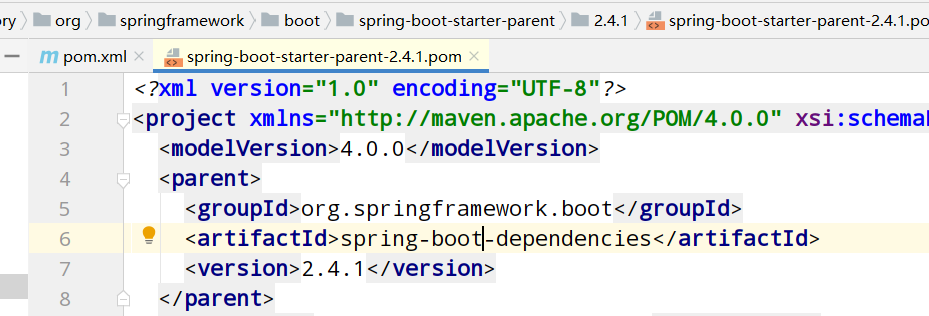 ory org springframework boot spring-boot-starter-parent 2.4.1 spring-boot-starter-parent-2.4.1.po
m pom.xml × spring-boot-starter-parent-2.4.1.pom ×
1 <?xml version="1.0" encoding="UTF-8"?>
2 <project xmlns="http://maven.apache.org/POM/4.0.0" xsi:schemaL
3 <modelVersion>4.0.0</modelVersion>
4 <parent>
5 <groupId>org.springframework.boot</groupId>
6 <artifactId>spring-boot-dependencies</artifactId>
7 <version>2.4.1</version>
8 </parent>